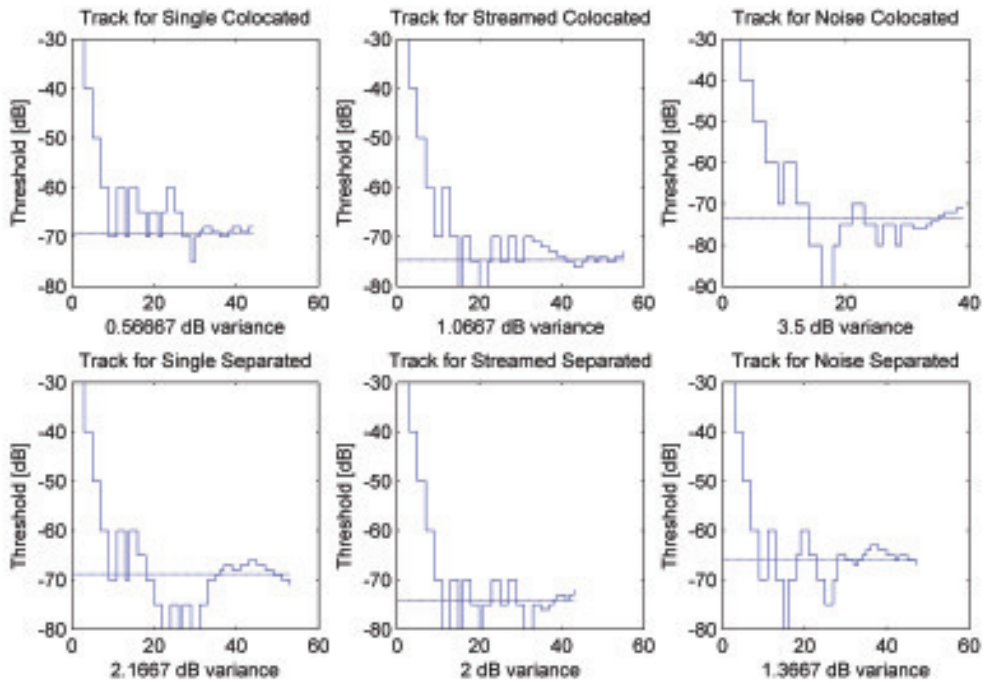 Track for Single Colocated
Threshold [dB]
-30
-40
-50
-60
-70
-80
0 20 40 60
0.56667 dB variance
Track for Streamed Colocated
Threshold [dB]
-30
-40
-50
-60
-70
-80
0 20 40 60
1.0667 dB variance
Track for Noise Colocated
Threshold [dB]
-30
-40
-50
-60
-70
-80
-90
0 20 40
3.5 dB variance
Track for Single Separated
Threshold [dB]
-30
-40
-50
-60
-70
-80
0 20 40 60
2.1667 dB variance
Track for Streamed Separated
Threshold [dB]
-30
-40
-50
-60
-70
-80
0 20 40 60
2 dB variance
Track for Noise Separated
Threshold [dB]
-30
-40
-50
-60
-70
-80
0 20 40 60
1.3667 dB variance